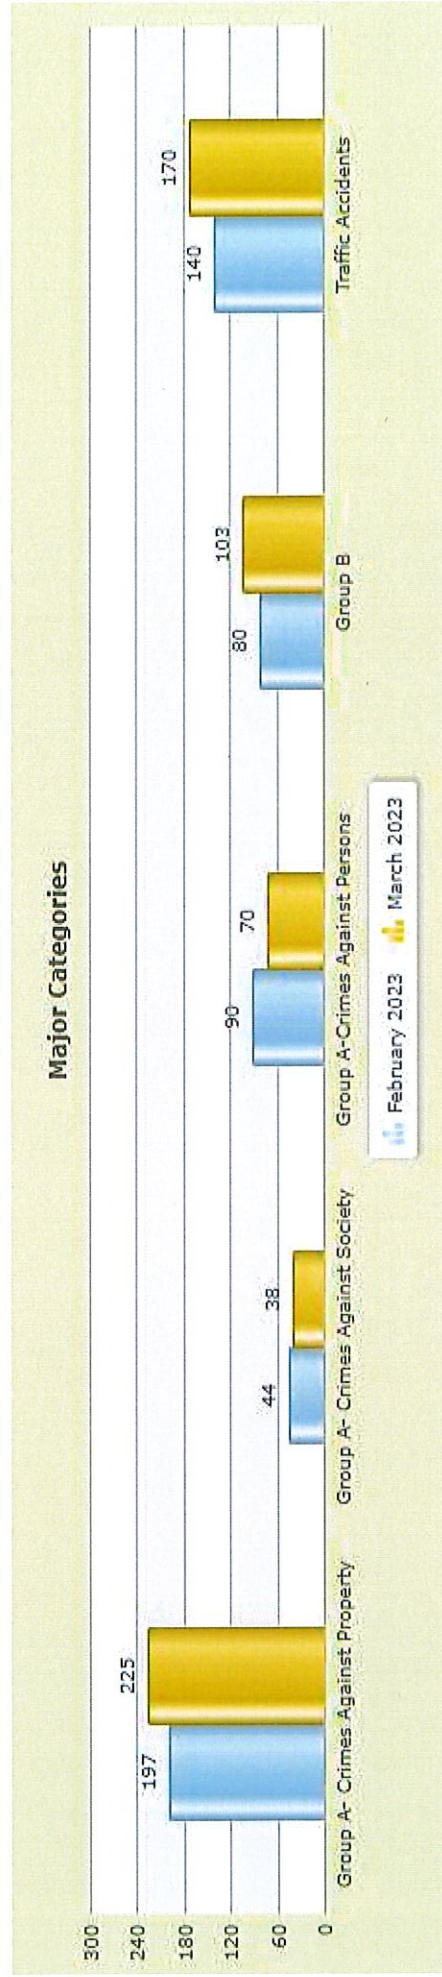 Major Categories
300
240
180
120
60
0
197
225
44
38
90
70
80
103
140
170
Group A- Crimes Against Property
Group A- Crimes Against Society
Group A-Crimes Against Persons
Group B
Traffic Accidents
February 2023
March 2023